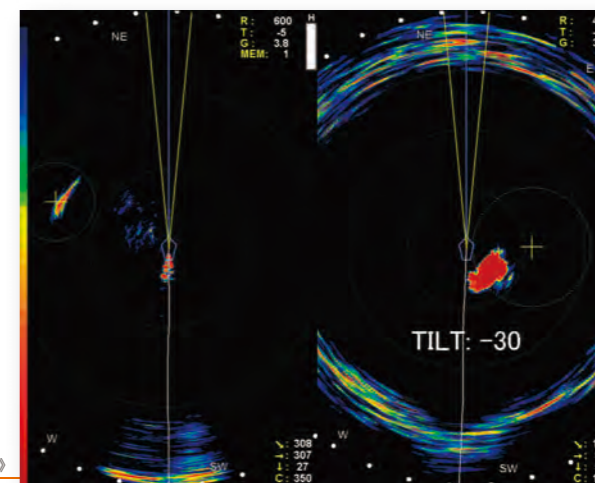 NE
R: 600
T: -5
G: 3.8
MEM: 1
H
W
SW
↘: 308
→: 307
↓: 27
C: 350
NE
R:
T:
G:
E
TILT: -30
W
SW
C:
》